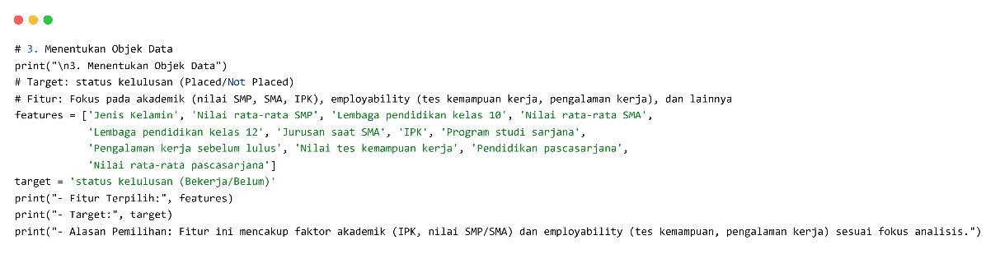 # 3. Menentukan Objek Data
print("\n3. Menentukan Objek Data")
# Target: status kelulusan (Placed/Not Placed)
# Fitur: Fokus pada akademik (nilai SMP, SMA, IPK), employability (tes kemampuan kerja, pengalaman kerja), dan lainnya
features = ['Jenis Kelamin', 'Nilai rata-rata SMP', 'Lembaga pendidikan kelas 10', 'Nilai rata-rata SMA',
            'Lembaga pendidikan kelas 12', 'Jurusan saat SMA', 'IPK', 'Program studi sarjana',
            'Pengalaman kerja sebelum lulus', 'Nilai tes kemampuan kerja', 'Pendidikan pascasarjana',
            'Nilai rata-rata pascasarjana']
target = 'status kelulusan (Bekerja/Belum)'
print("- Fitur Terpilih:", features)
print("- Target:", target)
print("- Alasan Pemilihan: Fitur ini mencakup faktor akademik (IPK, nilai SMP/SMA) dan employability (tes kemampuan, pengalaman kerja) sesuai fokus analisis.")